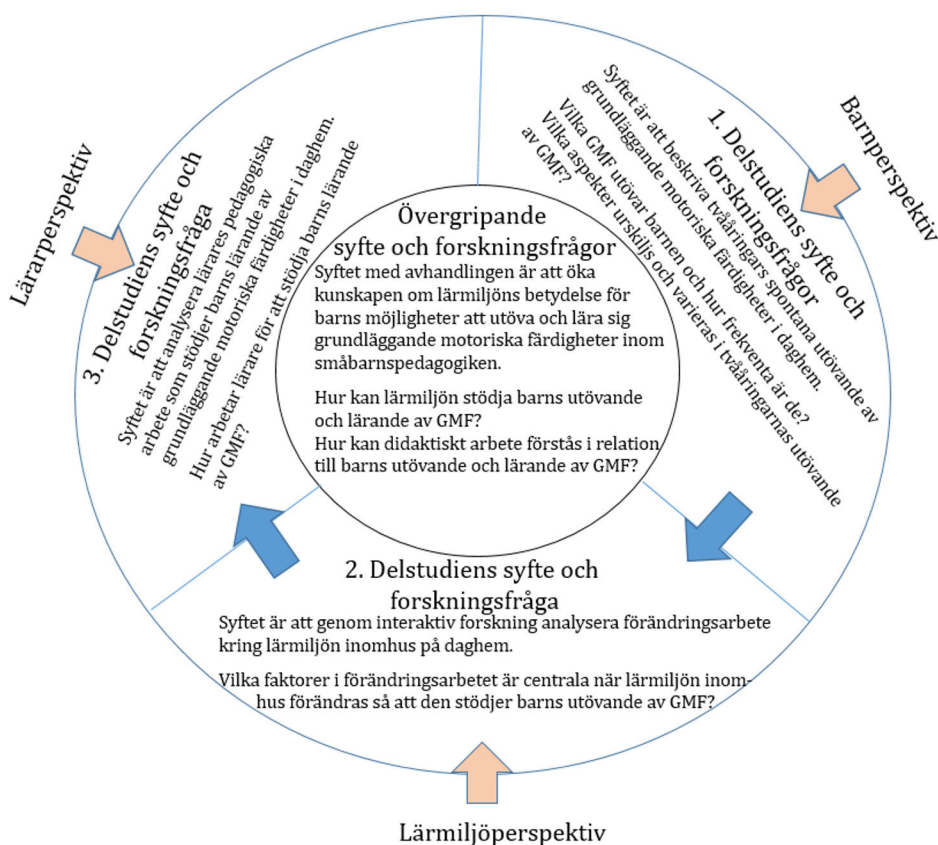 Övergripande
syfte och forskningsfrågor
Syftet med avhandlingen är att öka
kunskapen om lärmiljöns betydelse för
barns möjligheter att utöva och lära sig
grundläggande motoriska färdigheter inom
småbarnspedagogiken.
Hur kan lärmiljön stödja barns utövande
och lärande av GMF?
Hur kan didaktiskt arbete förstås i relation
till barns utövande och lärande av GMF?
Barnperspektiv
1. Delstudiens syfte och
forskningsfrågor
Syftet är att beskriva tvååringars spontana utövande av
grundläggande motoriska färdigheter i daghem.
Vilka GMF utövar barnen och hur frekventa är de?
Vilka aspekter urskiljs och varieras i tvååringarnas utövande
av GMF?
2. Delstudiens syfte och
forskningsfråga
Syftet är att genom interaktiv forskning analysera förändringsarbete
kring lärmiljön inomhus på daghem.
Vilka faktorer i förändringsarbetet är centrala när lärmiljön inom-
hus förändras så att den stödjer barns utövande av GMF?
Lärmiljöperspektiv
Lärarperspektiv
3. Delstudiens syfte och
forskningsfråga
Syftet är att analysera lärares pedagogiska
arbete som stödjer barns lärande av
grundläggande motoriska färdigheter i daghem.
Hur arbetar lärare för att stödja barns lärande
av GMF?